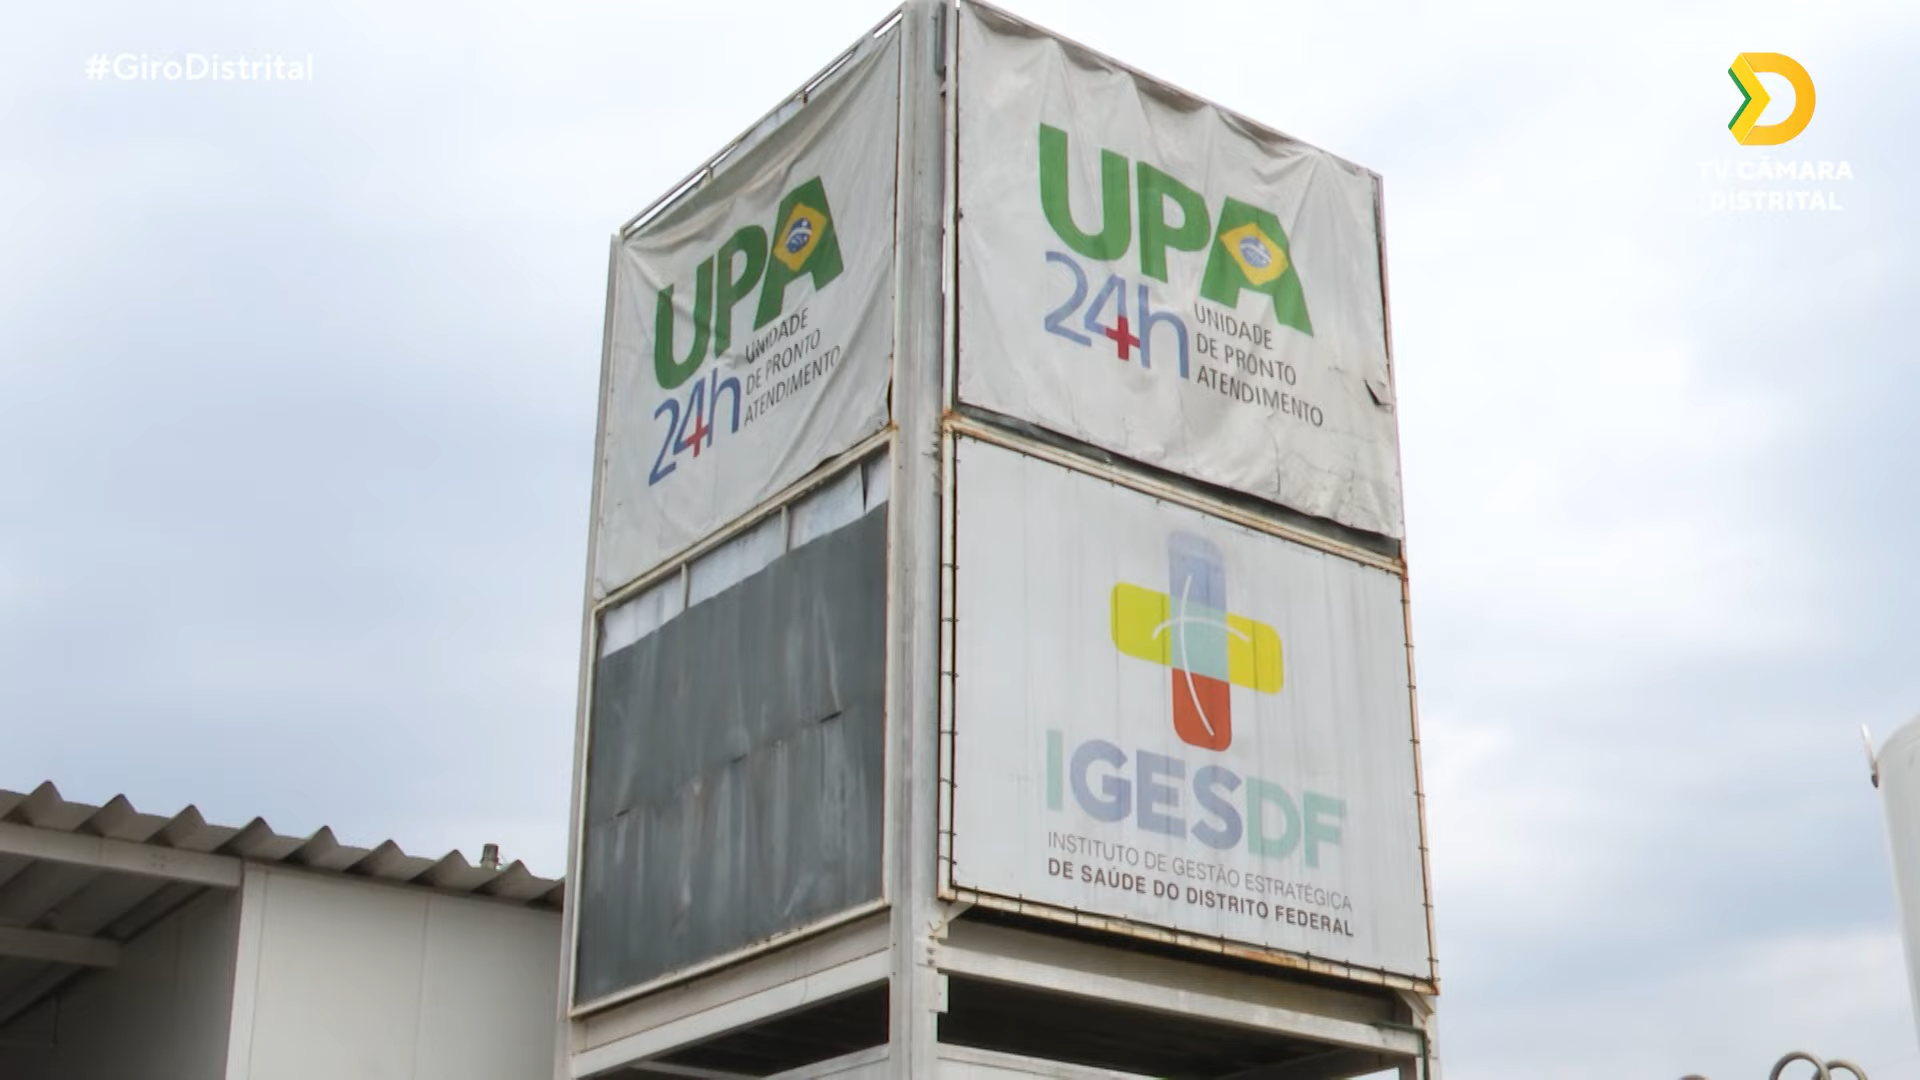 #GiroDistrital
TV CÂMARA
DISTRITAL
UPA
24h
UNIDADE
DE PRONTO
ATENDIMENTO
UPA
24h
UNIDADE
DE PRONTO
ATENDIMENTO
IGESDF
INSTITUTO DE GESTÃO ESTRATÉGICA
DE SAÚDE DO DISTRITO FEDERAL